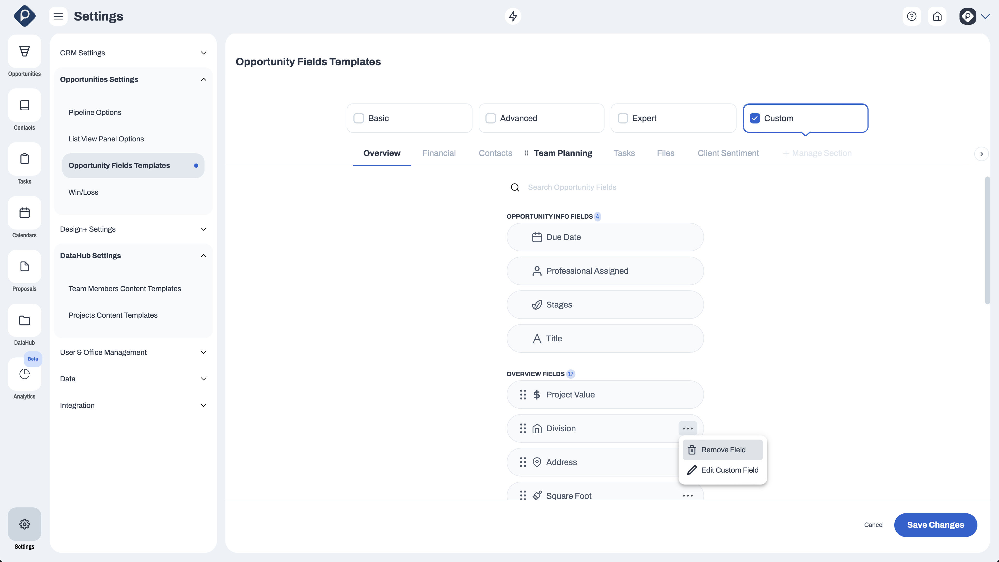 Settings
Opportunities
Contacts
Tasks
Calendars
Proposals
DataHub
Beta
Analytics
Settings
CRM Settings
Opportunities Settings
Pipeline Options
List View Panel Options
Opportunity Fields Templates
Win/Loss
Design+ Settings
DataHub Settings
Team Members Content Templates
Projects Content Templates
User & Office Management
Data
Integration
Opportunity Fields Templates
Basic
Advanced
Expert
Custom
Overview
Financial
Contacts
Team Planning
Tasks
Files
Client Sentiment
+ Manage Section
Search Opportunity Fields
OPPORTUNITY INFO FIELDS 4
Due Date
Professional Assigned
Stages
Title
OVERVIEW FIELDS 17
Project Value
Division
Remove Field
Edit Custom Field
Address
Square Foot
Cancel
Save Changes